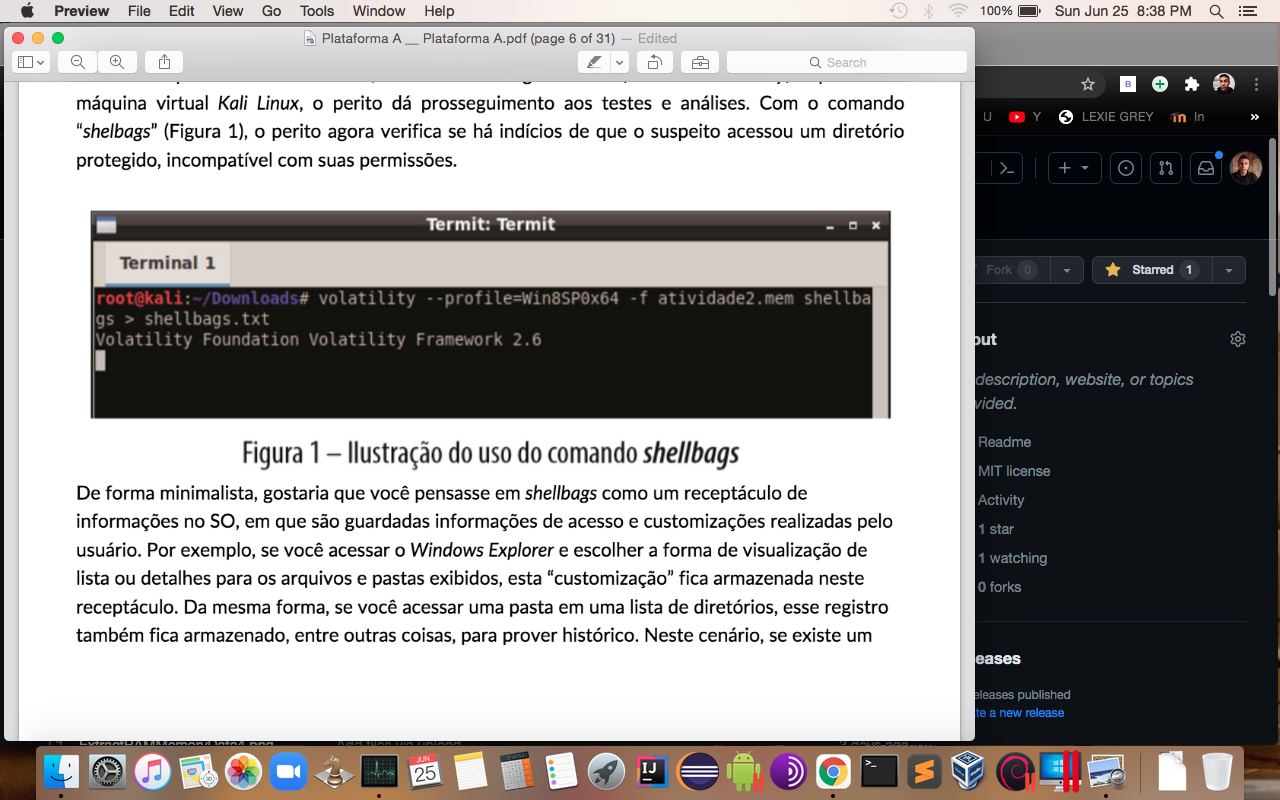 Preview File Edit View Go Tools Window Help 100% Sun Jun 25 8:38 PM
Plataforma A __ Plataforma A.pdf (page 6 of 31) — Edited
Search
máquina virtual Kali Linux, o perito dá prosseguimento aos testes e análises. Com o comando
“shelbags” (Figura 1), o perito agora verifica se há indícios de que o suspeito acessou um diretório
protegido, incompatível com suas permissões.
Termit: Termit
Terminal 1
root@kali:~/Downloads# volatility --profile=Win8SP0x64 -f atividade2.mem shellba
gs > shellbags.txt
Volatility Foundation Volatility Framework 2.6
Figura 1 – Ilustração do uso do comando shellbags
De forma minimalista, gostaria que você pensasse em shellbags como um receptáculo de
informações no SO, em que são guardadas informações de acesso e customizações realizadas pelo
usuário. Por exemplo, se você acessar o Windows Explorer e escolher a forma de visualização de
lista ou detalhes para os arquivos e pastas exibidos, esta “customização” fica armazenada neste
receptáculo. Da mesma forma, se você acessar uma pasta em uma lista de diretórios, esse registro
também fica armazenado, entre outras coisas, para prover histórico. Neste cenário, se existe um
B
U Y LEXIE GREY In »
Fork 0 Starred 1
out
description, website, or topics
vided.
Readme
MIT license
Activity
1 star
1 watching
0 forks
eases
eleases published
te a new release
JUN
25
IJ